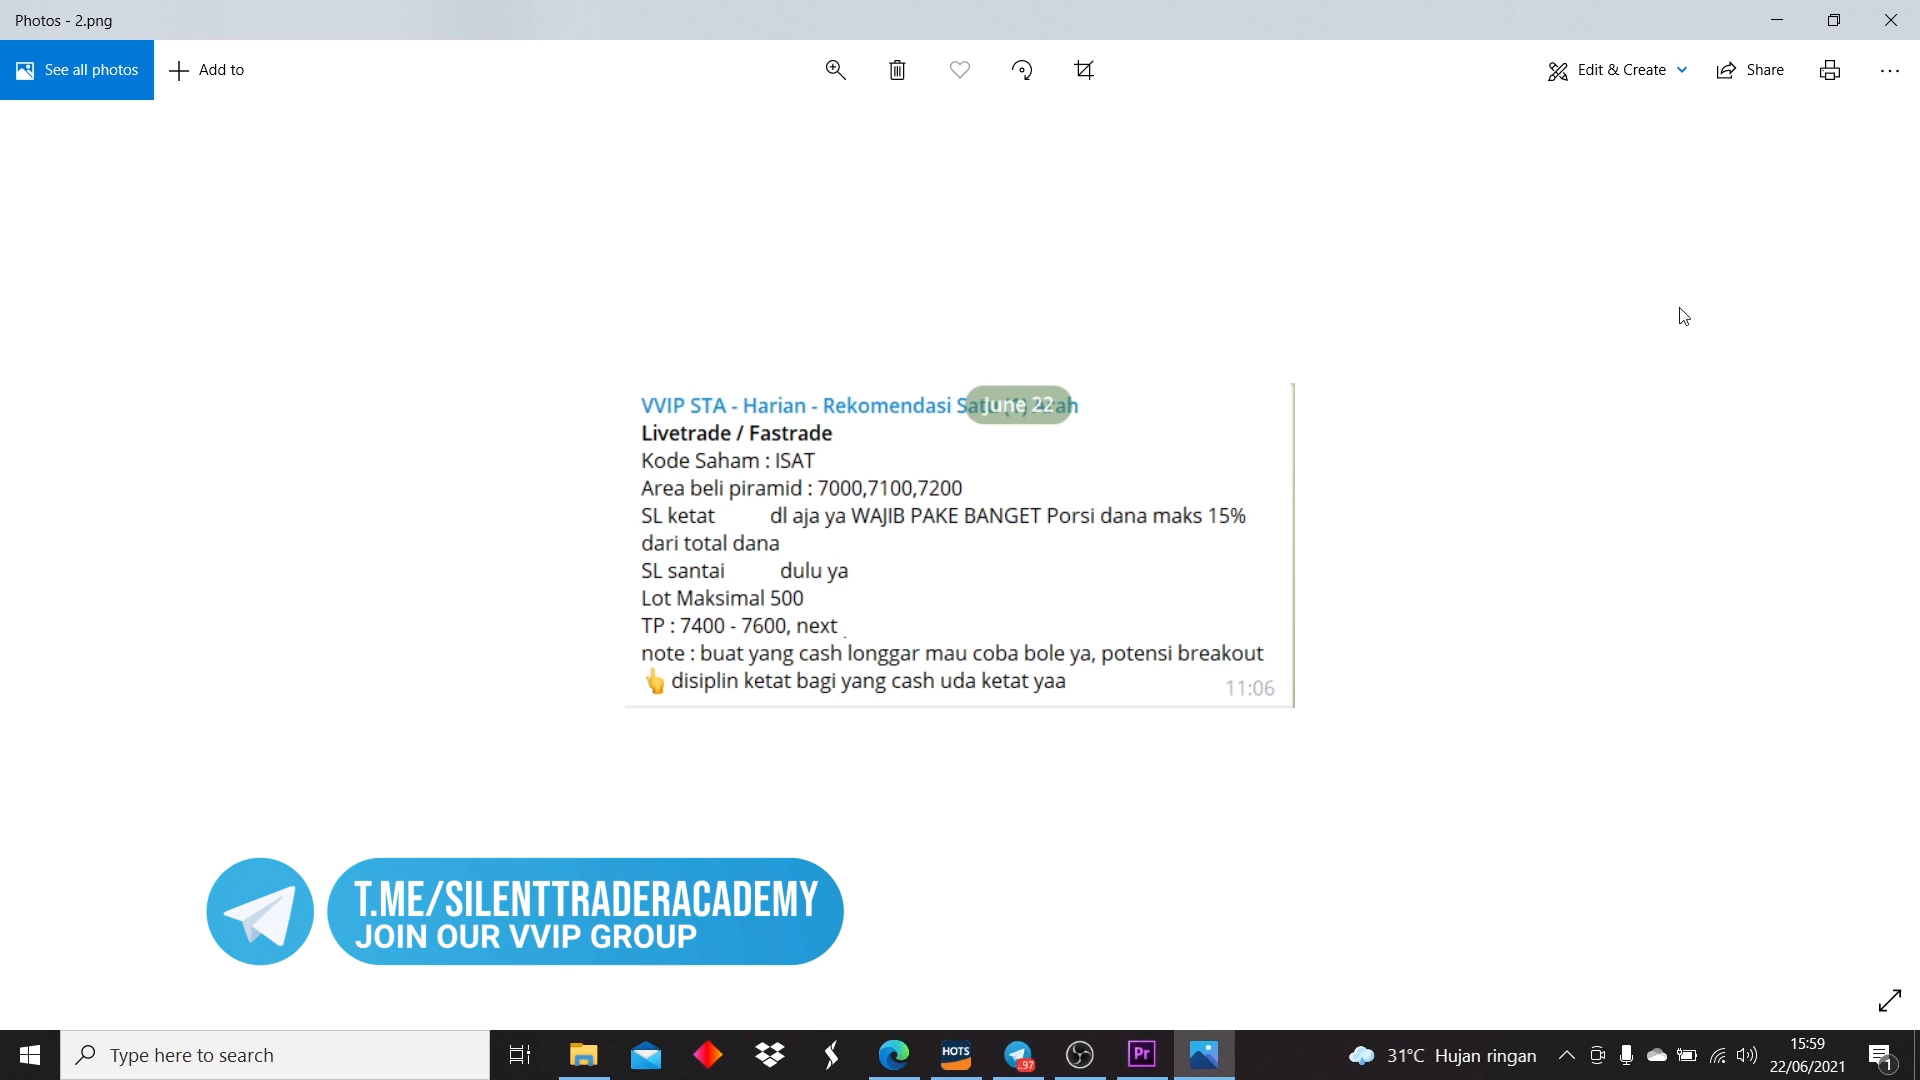 Photos - 2.png
See all photos
Add to
Edit & Create
Share
VVIP STA - Harian - Rekomendasi Satu (1) Arah
June 22
Livetrade / Fastrade
Kode Saham : ISAT
Area beli piramid : 7000,7100,7200
SL ketat dl aja ya WAJIB PAKE BANGET Porsi dana maks 15%
dari total dana
SL santai dulu ya
Lot Maksimal 500
TP : 7400 - 7600, next
note : buat yang cash longgar mau coba bole ya, potensi breakout
👆 disiplin ketat bagi yang cash uda ketat yaa
11:06
T.ME/SILENTTRADERACADEMY
JOIN OUR VVIP GROUP
Type here to search
HOTS
..97
Pr
31°C Hujan ringan
15:59
22/06/2021
1